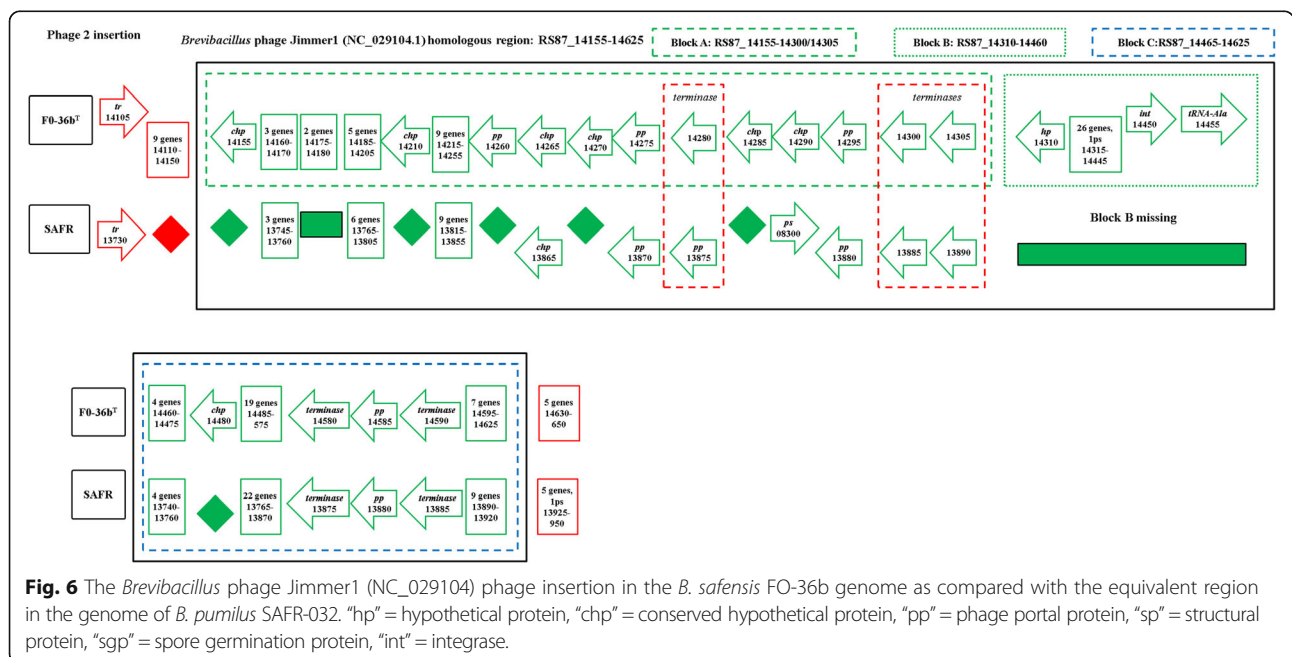 Phage 2 insertion
Brevibacillus phage Jimmer1 (NC_029104.1) homologous region: RS87_14155-14625
Block A: RS87_ 14155-14300/14305
Block B: RS87_14310-14460
Block C:RS87_14465-14625
F0-36bᵀ
tr
14105
9 genes
14110-
14150
chp
14155
3 genes
14160-
14170
2 genes
14175-
14180
5 genes
14185-
14205
chp
14210
9 genes
14215-
14255
pp
14260
chp
14265
chp
14270
pp
14275
terminase
14280
chp
14285
chp
14290
pp
14295
terminases
14300
14305
hp
14310
26 genes,
1ps
14315-
14445
int
14450
tRNA-Ala
14455
SAFR
tr
13730
3 genes
13745-
13760
6 genes
13765-
13805
9 genes
13815-
13855
chp
13865
pp
13870
pp
13875
ps
08300
pp
13880
13885
13890
Block B missing
F0-36bᵀ
4 genes
14460-
14475
chp
14480
19 genes
14485-
575
terminase
14580
pp
14585
terminase
14590
7 genes
14595-
14625
5 genes
14630-
650
SAFR
4 genes
13740-
13760
22 genes
13765-
13870
terminase
13875
pp
13880
terminase
13885
9 genes
13890-
13920
5 genes,
1ps
13925-
950
Fig. 6 The Brevibacillus phage Jimmer1 (NC_029104) phage insertion in the B. safensis FO-36b genome as compared with the equivalent region
in the genome of B. pumilus SAFR-032. “hp” = hypothetical protein, “chp” = conserved hypothetical protein, “pp” = phage portal protein, “sp” = structural
protein, “sgp” = spore germination protein, “int” = integrase.